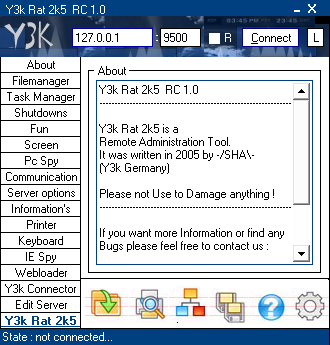 Y3k Rat 2k5 RC 1.0
Y3K
127.0.0.1 : 9500 R Connect L
About
Filemanager
Task Manager
Shutdowns
Fun
Screen
Pc Spy
Communication
Server options
Information's
Printer
Keyboard
IE Spy
Webloader
Y3k Connector
Edit Server
Y3k Rat 2k5
About
Y3k Rat 2k5 RC 1.0
Y3k Rat 2k5 is a
Remote Administration Tool.
It was written in 2005 by -/SHA\-
(Y3k Germany)
Please not Use to Damage anything !
If you want more Information or find any
Bugs please feel free to contact us :
State : not connected...